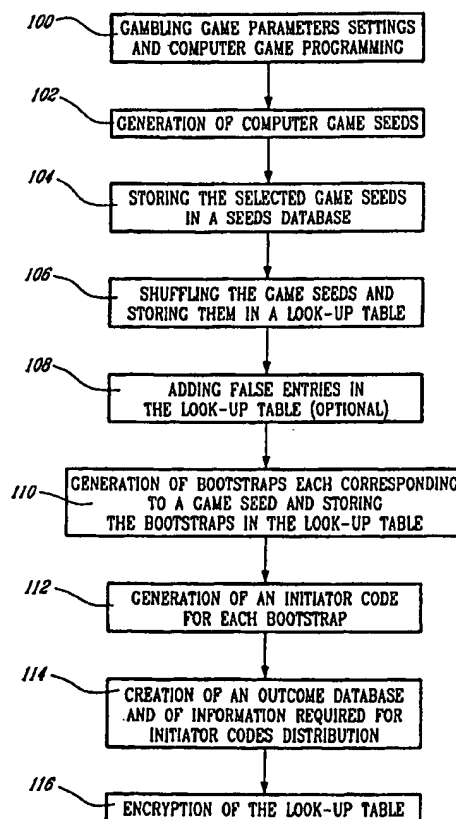 100
GAMBLING GAME PARAMETERS SETTINGS
AND COMPUTER GAME PROGRAMMING
102
GENERATION OF COMPUTER GAME SEEDS
104
STORING THE SELECTED GAME SEEDS
IN A SEEDS DATABASE
106
SHUFFLING THE GAME SEEDS AND
STORING THEM IN A LOOK-UP TABLE
108
ADDING FALSE ENTRIES IN
THE LOOK-UP TABLE (OPTIONAL)
110
GENERATION OF BOOTSTRAPS EACH CORRESPONDING
TO A GAME SEED AND STORING
THE BOOTSTRAPS IN THE LOOK-UP TABLE
112
GENERATION OF AN INITIATOR CODE
FOR EACH BOOTSTRAP
114
CREATION OF AN OUTCOME DATABASE
AND OF INFORMATION REQUIRED FOR
INITIATOR CODES DISTRIBUTION
116
ENCRYPTION OF THE LOOK-UP TABLE